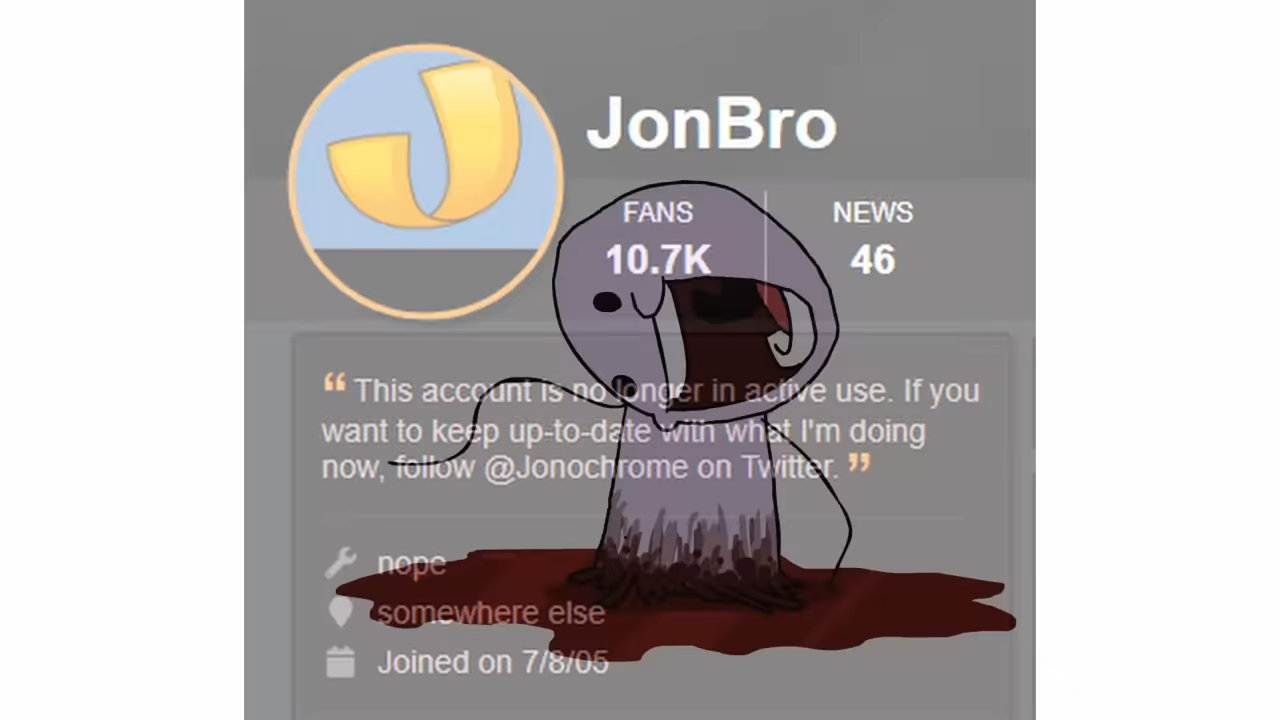 JonBro
FANS
NEWS
10.7K
46
“ This account is no longer in active use. If you
want to keep up-to-date with what I'm doing
now, follow @Jonochrome on Twitter. ”
nope
somewhere else
Joined on 7/8/05